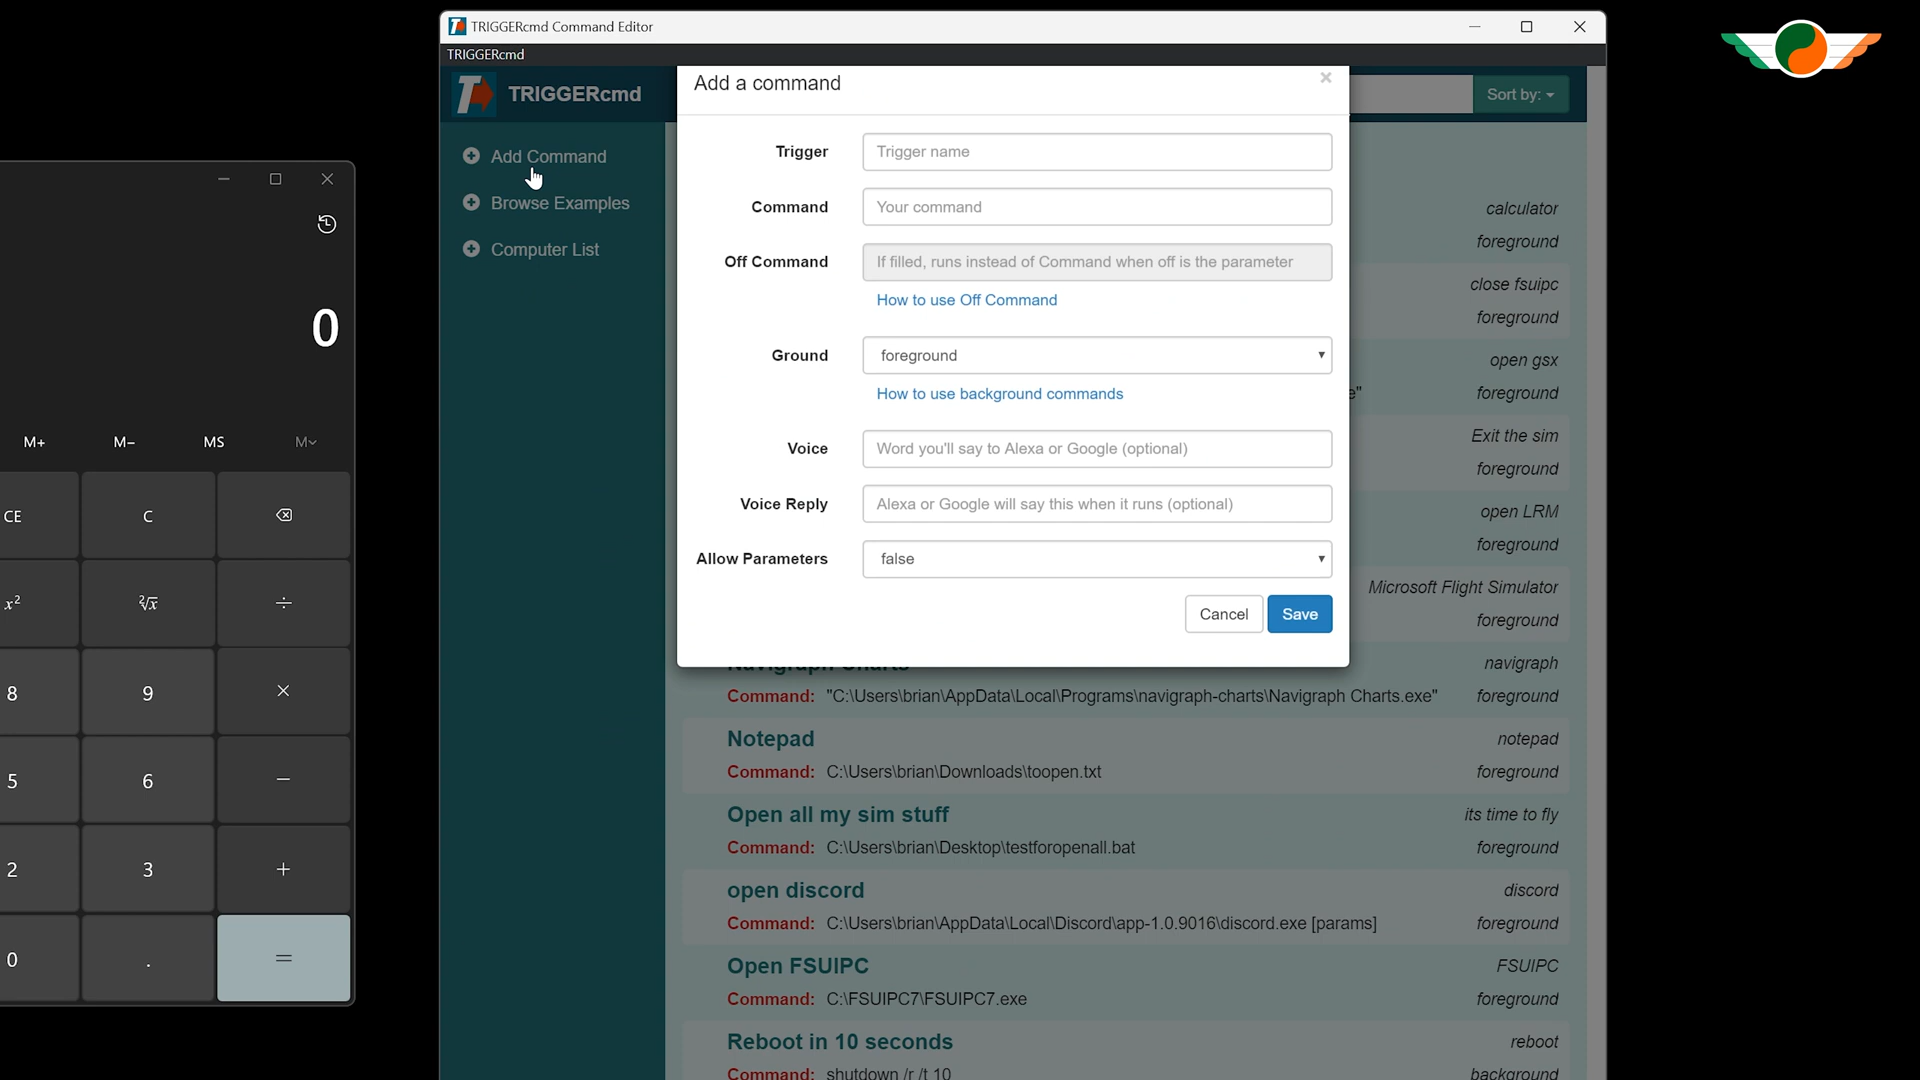 TRIGGERcmd Command Editor
TRIGGERcmd
TRIGGERcmd
Sort by:
Add Command
Browse Examples
Computer List
Add a command
×
Trigger
Trigger name
Command
Your command
Off Command
If filled, runs instead of Command when off is the parameter
How to use Off Command
Ground
foreground
How to use background commands
Voice
Word you'll say to Alexa or Google (optional)
Voice Reply
Alexa or Google will say this when it runs (optional)
Allow Parameters
false
Cancel
Save
calculator
foreground
close fsuipc
foreground
open gsx
e" foreground
Exit the sim
foreground
open LRM
foreground
Microsoft Flight Simulator
foreground
Navigraph Charts navigraph
Command: "C:\Users\brian\AppData\Local\Programs\navigraph-charts\Navigraph Charts.exe" foreground
Notepad notepad
Command: C:\Users\brian\Downloads\toopen.txt foreground
Open all my sim stuff its time to fly
Command: C:\Users\brian\Desktop\testforopenall.bat foreground
open discord discord
Command: C:\Users\brian\AppData\Local\Discord\app-1.0.9016\discord.exe [params] foreground
Open FSUIPC FSUIPC
Command: C:\FSUIPC7\FSUIPC7.exe foreground
Reboot in 10 seconds reboot
Command: shutdown /r /t 10 background
0
M+ M− MS M
CE C
x² ²√x ÷
8 9 ×
5 6 −
2 3 +
0 . =